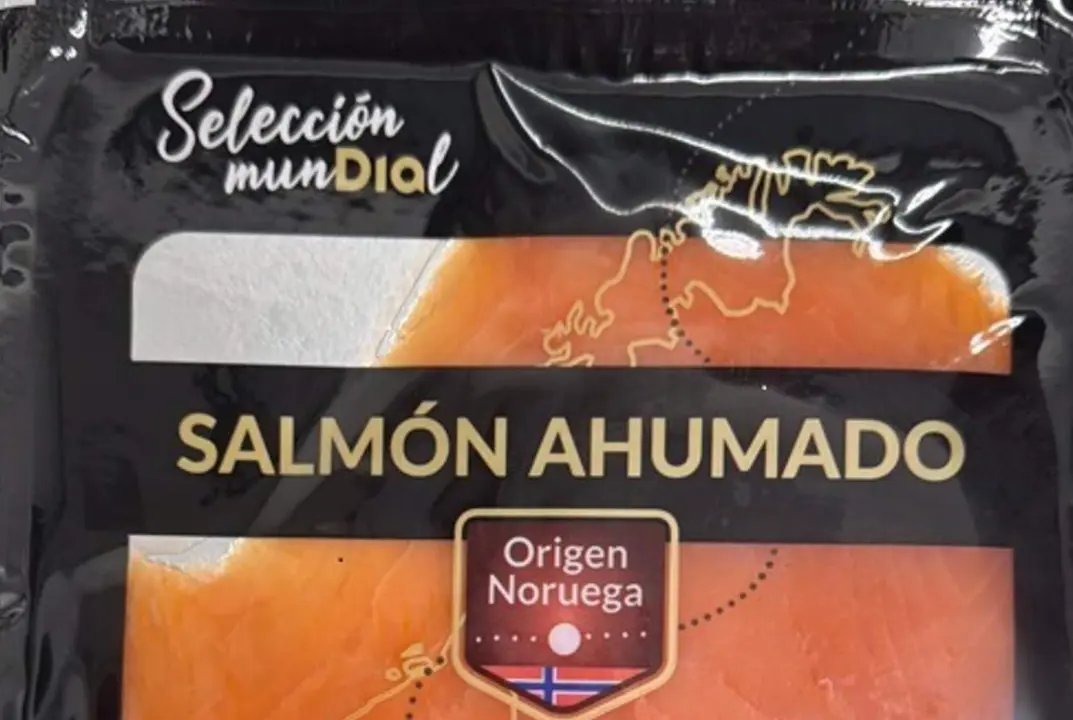 Selección
munDIal
SALMÓN AHUMADO
Origen
Noruega